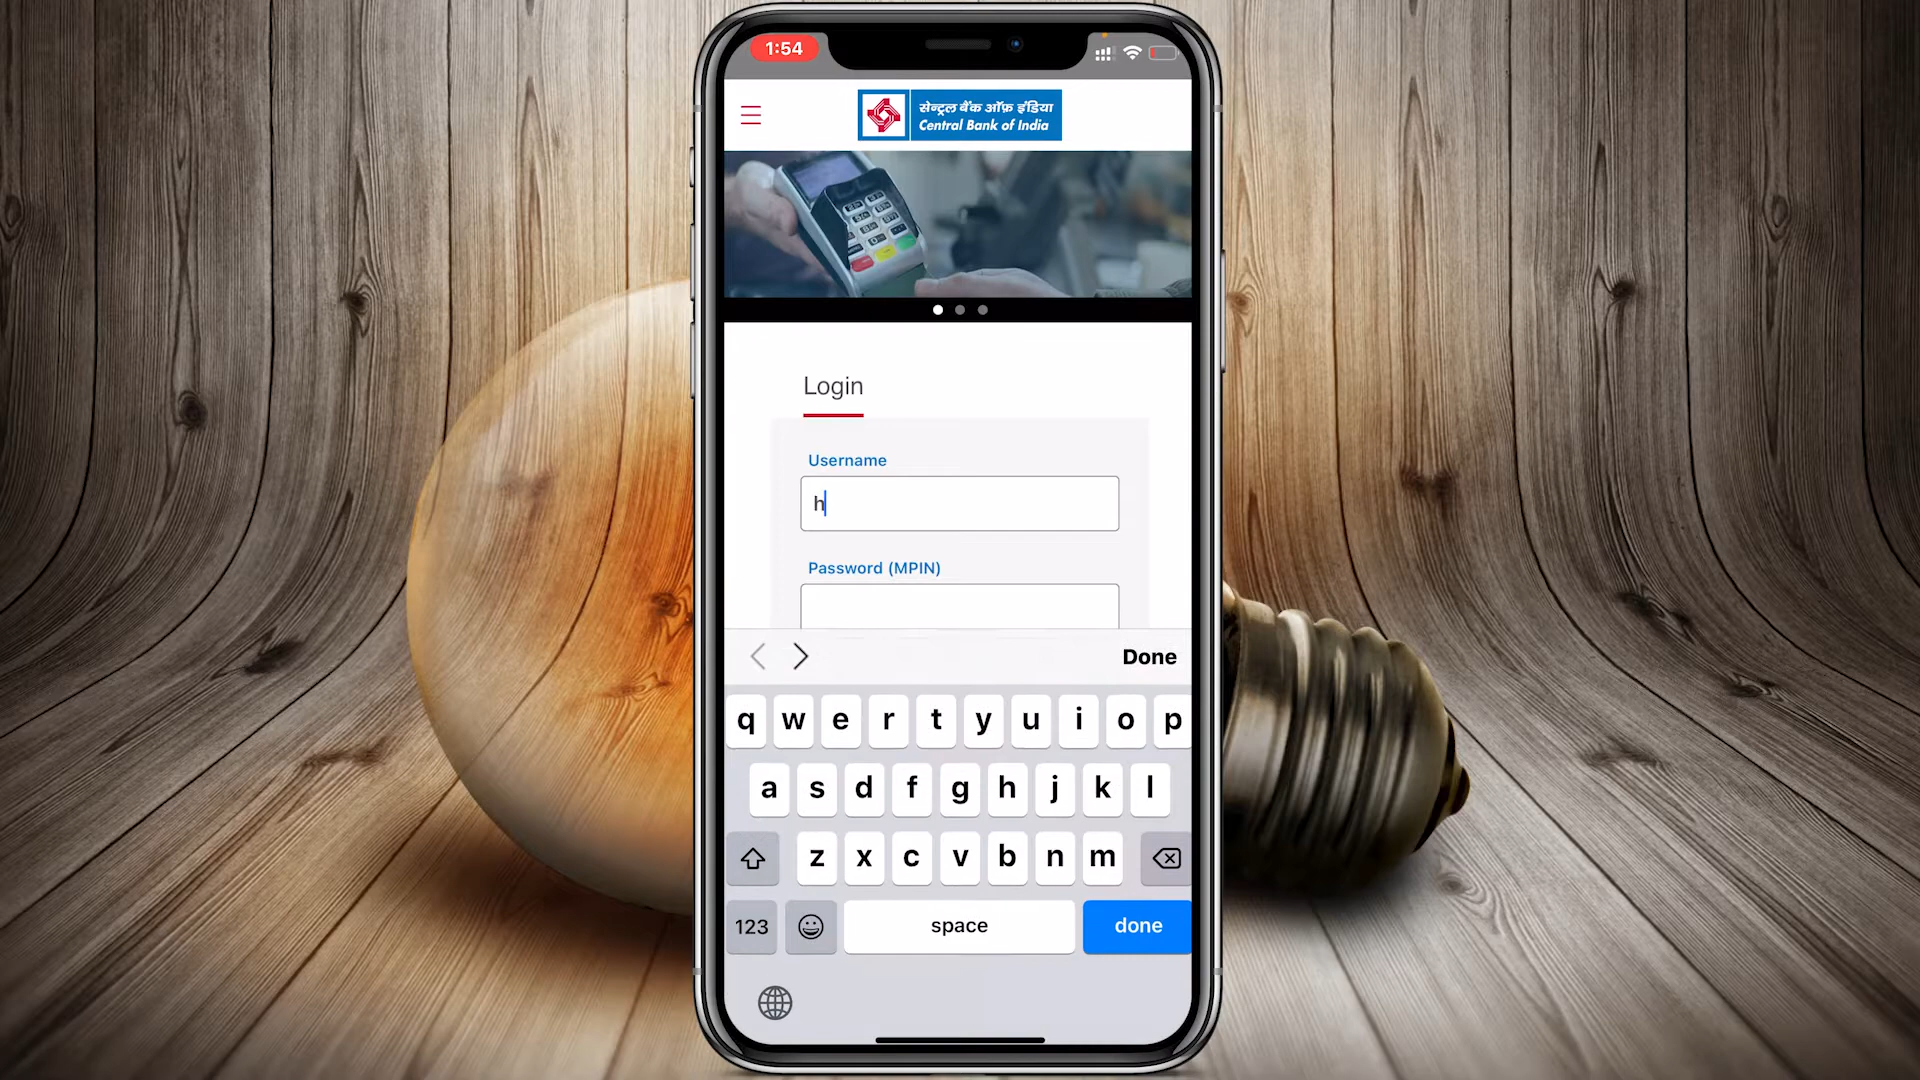 1:54
सेन्ट्रल बैंक ऑफ़ इंडिया
Central Bank of India
Login
Username
h
Password (MPIN)
Done
q w e r t y u i o p
a s d f g h j k l
z x c v b n m
123 space done